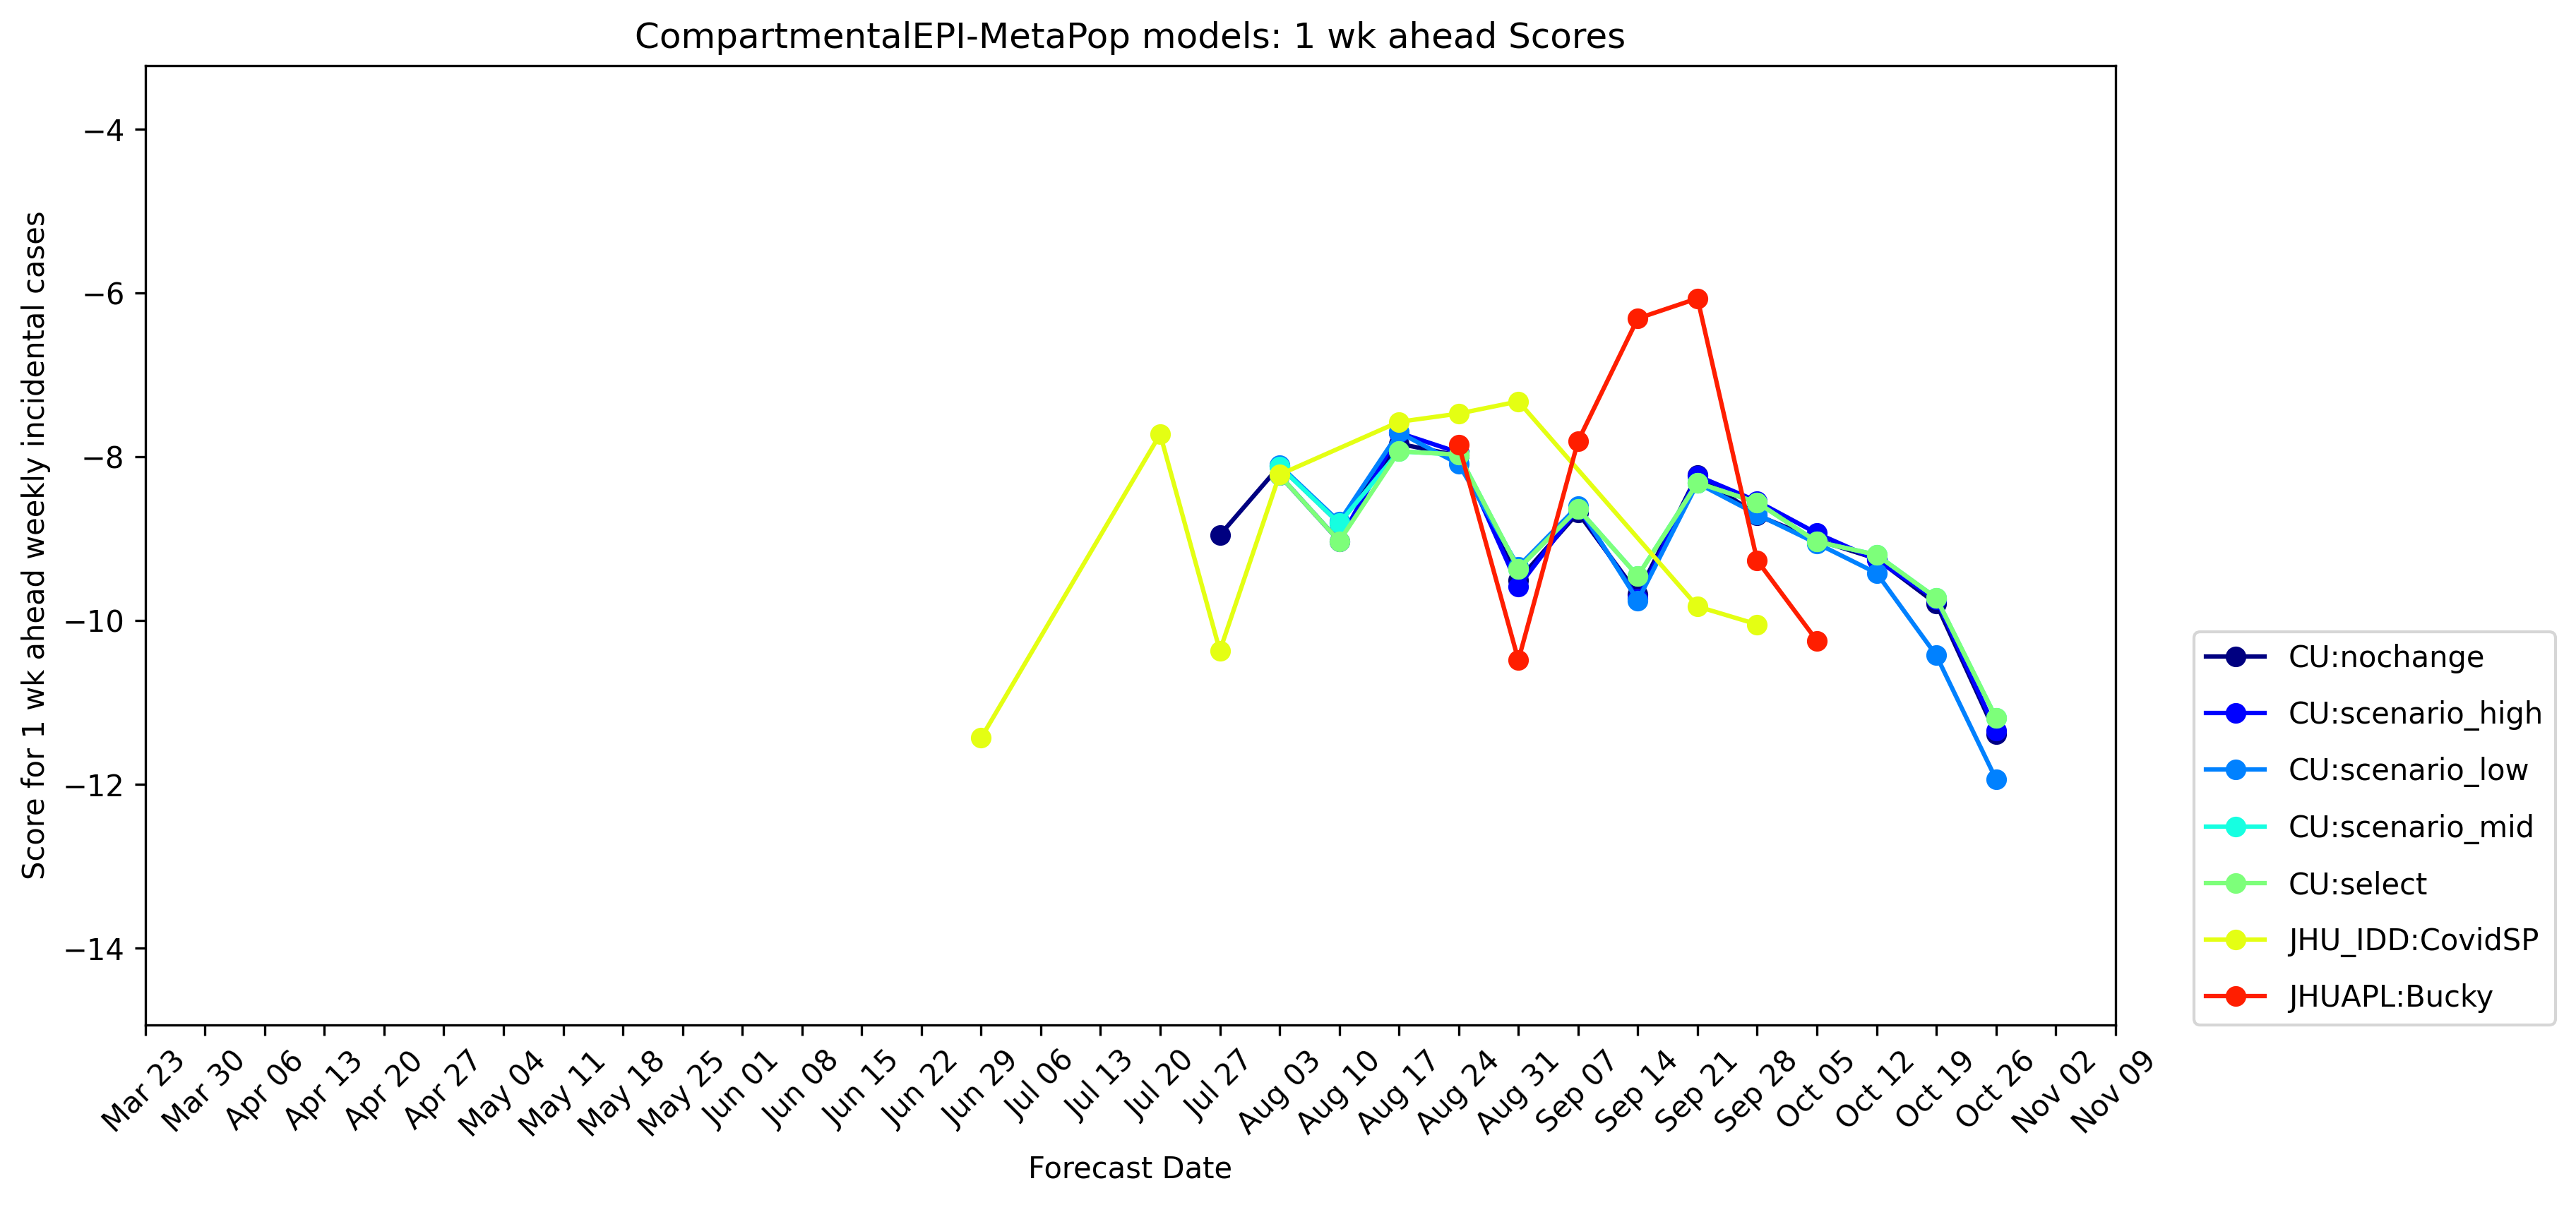 CompartmentalEPI-MetaPop models: 1 wk ahead Scores
Score for 1 wk ahead weekly incidental cases
−4
−6
−8
−10
−12
−14
Mar 23
Mar 30
Apr 06
Apr 13
Apr 20
Apr 27
May 04
May 11
May 18
May 25
Jun 01
Jun 08
Jun 15
Jun 22
Jun 29
Jul 06
Jul 13
Jul 20
Jul 27
Aug 03
Aug 10
Aug 17
Aug 24
Aug 31
Sep 07
Sep 14
Sep 21
Sep 28
Oct 05
Oct 12
Oct 19
Oct 26
Nov 02
Nov 09
Forecast Date
CU:nochange
CU:scenario_high
CU:scenario_low
CU:scenario_mid
CU:select
JHU_IDD:CovidSP
JHUAPL:Bucky